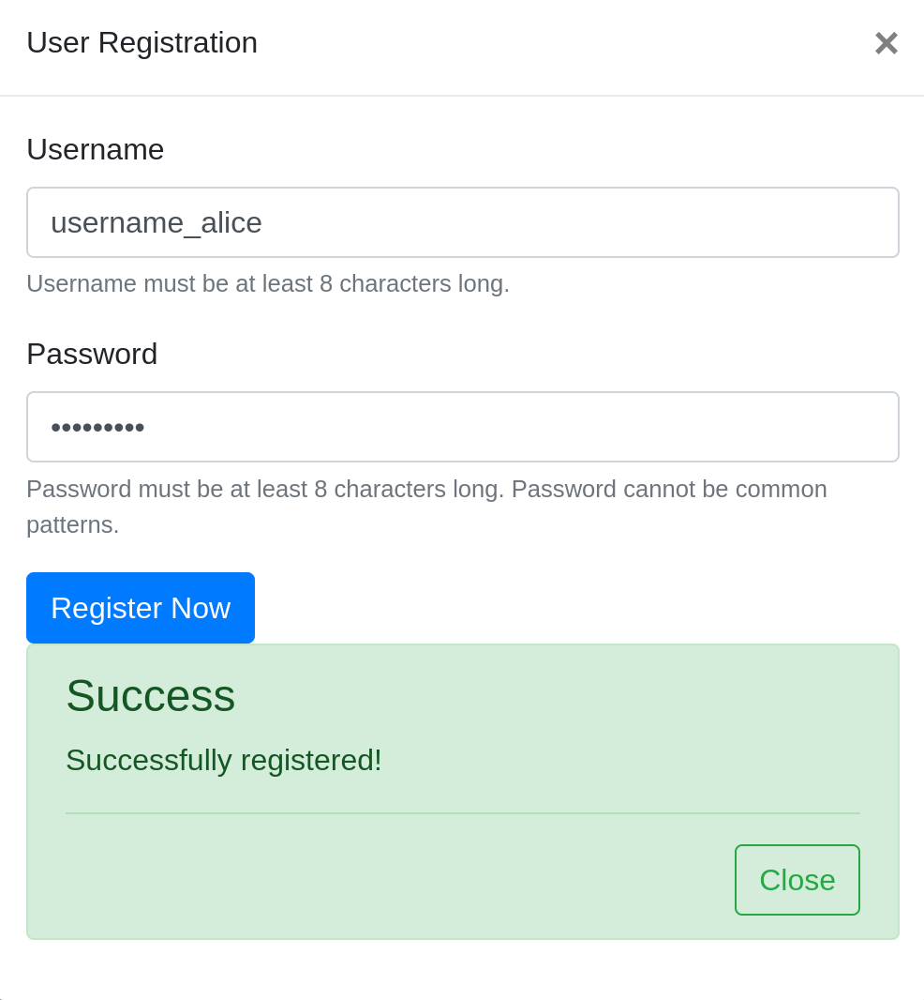 User Registration ×
Username
username_alice
Username must be at least 8 characters long.
Password
•••••••••
Password must be at least 8 characters long. Password cannot be common
patterns.
Register Now
Success
Successfully registered!
Close